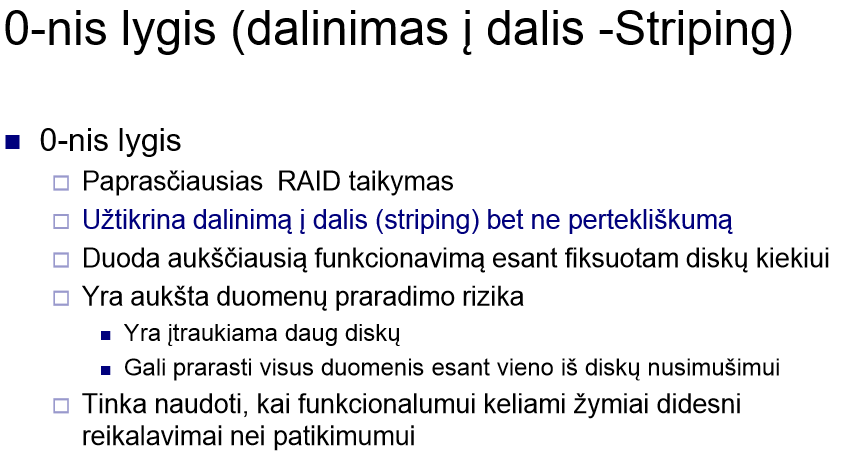 0-nis lygis (dalinimas į dalis -Striping)
0-nis lygis
Paprasčiausias RAID taikymas
Užtikrina dalinimą į dalis (striping) bet ne pertekliškumą
Duoda aukščiausią funkcionavimą esant fiksuotam diskų kiekiui
Yra aukšta duomenų praradimo rizika
Yra įtraukiama daug diskų
Gali prarasti visus duomenis esant vieno iš diskų nusimušimui
Tinka naudoti, kai funkcionalumui keliami žymiai didesni
reikalavimai nei patikimumui